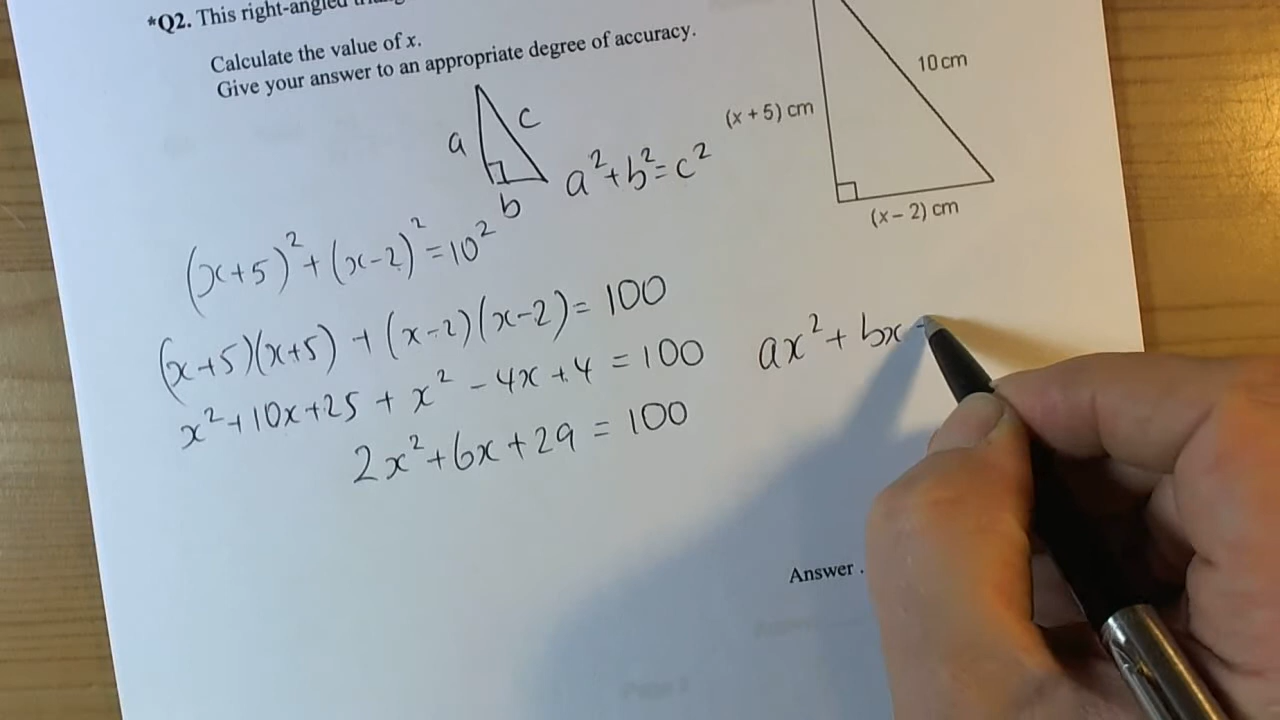 *Q2. This right-angled
Calculate the value of x.
Give your answer to an appropriate degree of accuracy.
10 cm
(x + 5) cm
(x – 2) cm
a
c
b
a²+b²=c²
(x+5)²+(x-2)²=10²
(x+5)(x+5) + (x-2)(x-2) = 100
x²+10x+25 + x² - 4x + 4 = 100
2x²+6x+29 = 100
ax²+bx
Answer .